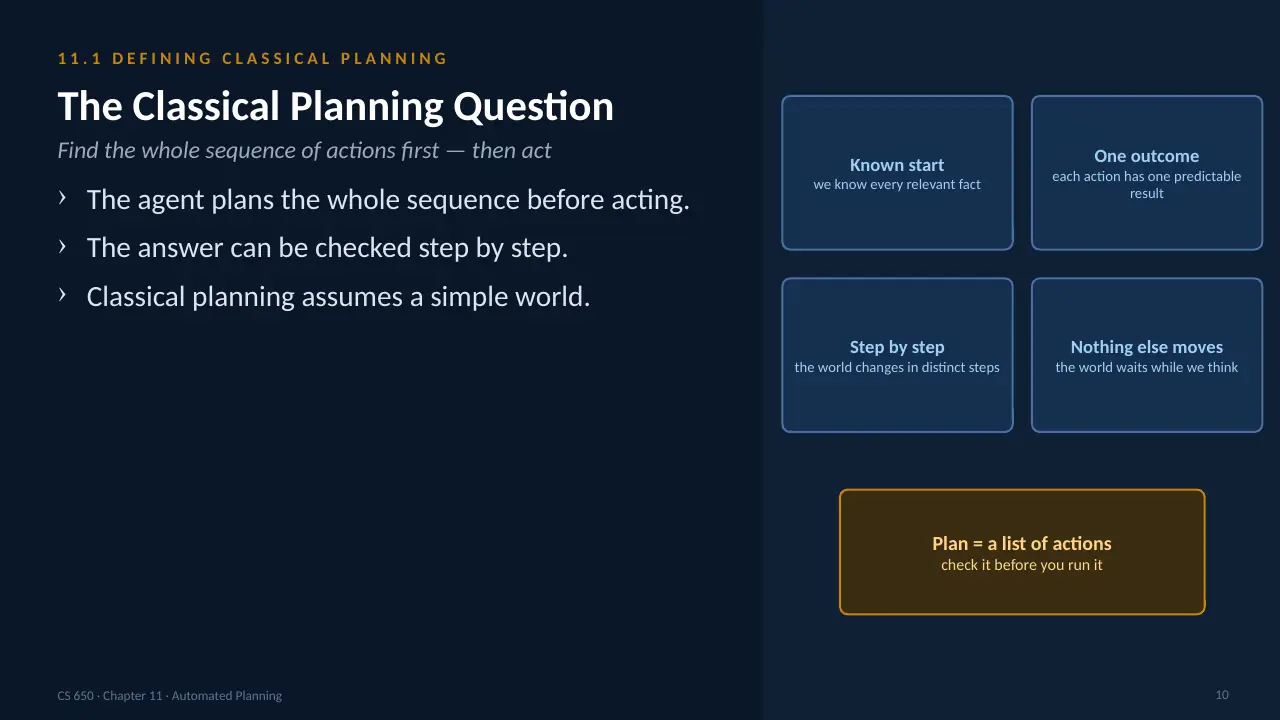 11.1 DEFINING CLASSICAL PLANNING
The Classical Planning Question
Find the whole sequence of actions first — then act
› The agent plans the whole sequence before acting.
› The answer can be checked step by step.
› Classical planning assumes a simple world.
Known start
we know every relevant fact
One outcome
each action has one predictable
result
Step by step
the world changes in distinct steps
Nothing else moves
the world waits while we think
Plan = a list of actions
check it before you run it
CS 650 · Chapter 11 · Automated Planning
10